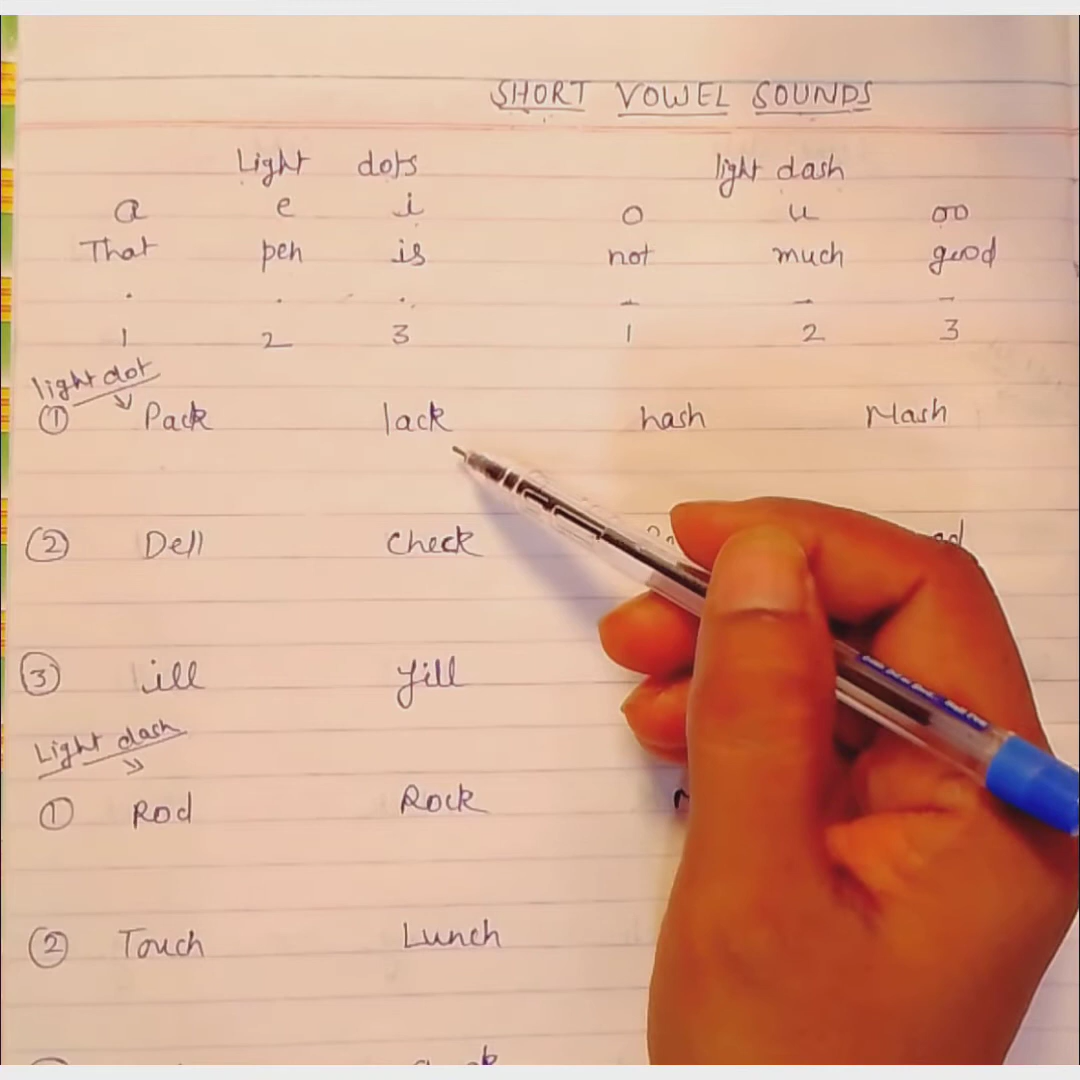 SHORT VOWEL SOUNDS
Light dots light dash
a e i o u oo
That pen is not much good
. . . - - -
1 2 3 1 2 3
light dot
① Pack lack hash Mash
② Dell Check
③ ill fill
Light dash
① Rod Rock
② Touch Lunch